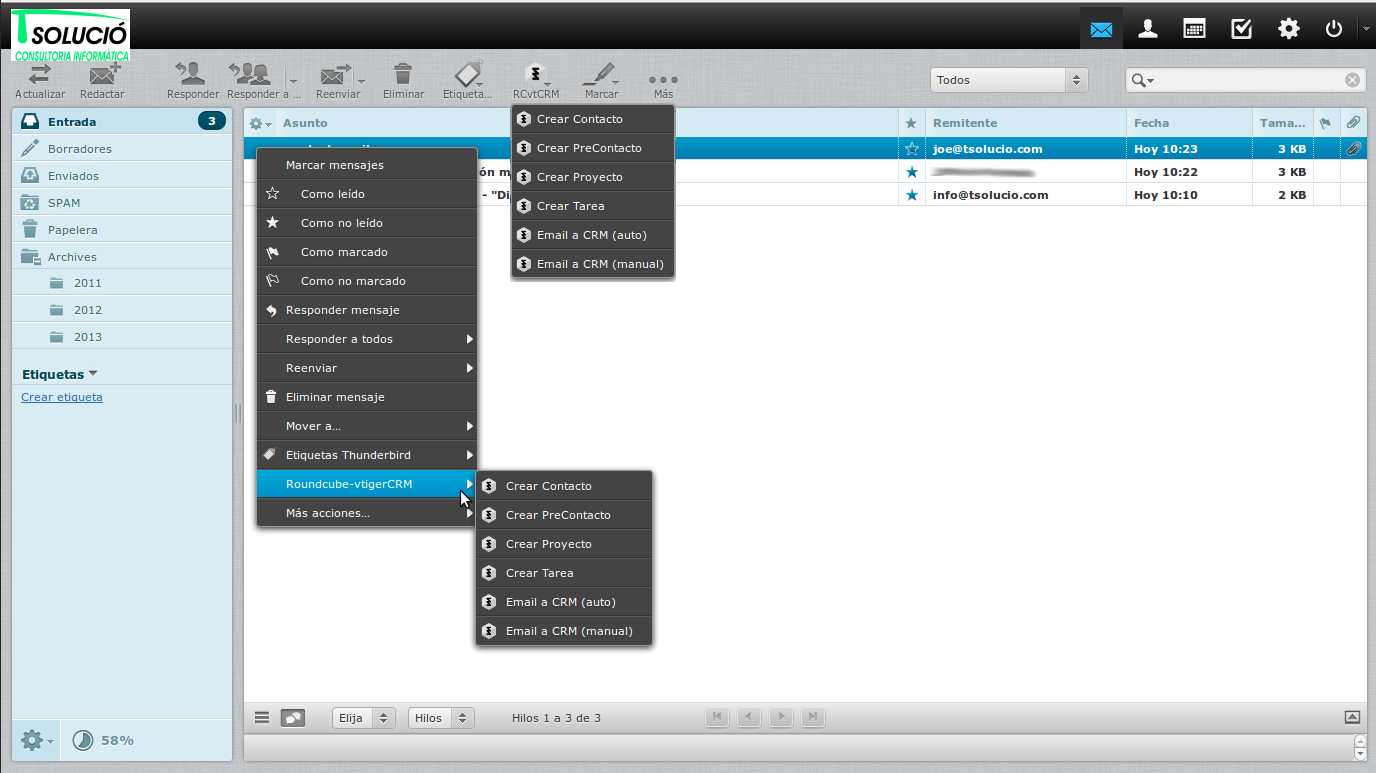 TSOLUCIÓ
CONSULTORIA INFORMÁTICA
Actualizar
Redactar
Responder
Responder a ...
Reenviar
Eliminar
Etiqueta...
RCvtCRM
Marcar
Más
Todos
Entrada
3
Borradores
Enviados
SPAM
Papelera
Archives
2011
2012
2013
Etiquetas
Crear etiqueta
58%
Asunto
Remitente
Fecha
Tama...
joe@tsolucio.com
Hoy 10:23
3 KB
ón m
Hoy 10:22
3 KB
- "Di
info@tsolucio.com
Hoy 10:10
2 KB
Crear Contacto
Crear PreContacto
Crear Proyecto
Crear Tarea
Email a CRM (auto)
Email a CRM (manual)
Marcar mensajes
Como leído
Como no leído
Como marcado
Como no marcado
Responder mensaje
Responder a todos
Reenviar
Eliminar mensaje
Mover a...
Etiquetas Thunderbird
Roundcube-vtigerCRM
Más acciones...
Crear Contacto
Crear PreContacto
Crear Proyecto
Crear Tarea
Email a CRM (auto)
Email a CRM (manual)
Elija
Hilos
Hilos 1 a 3 de 3